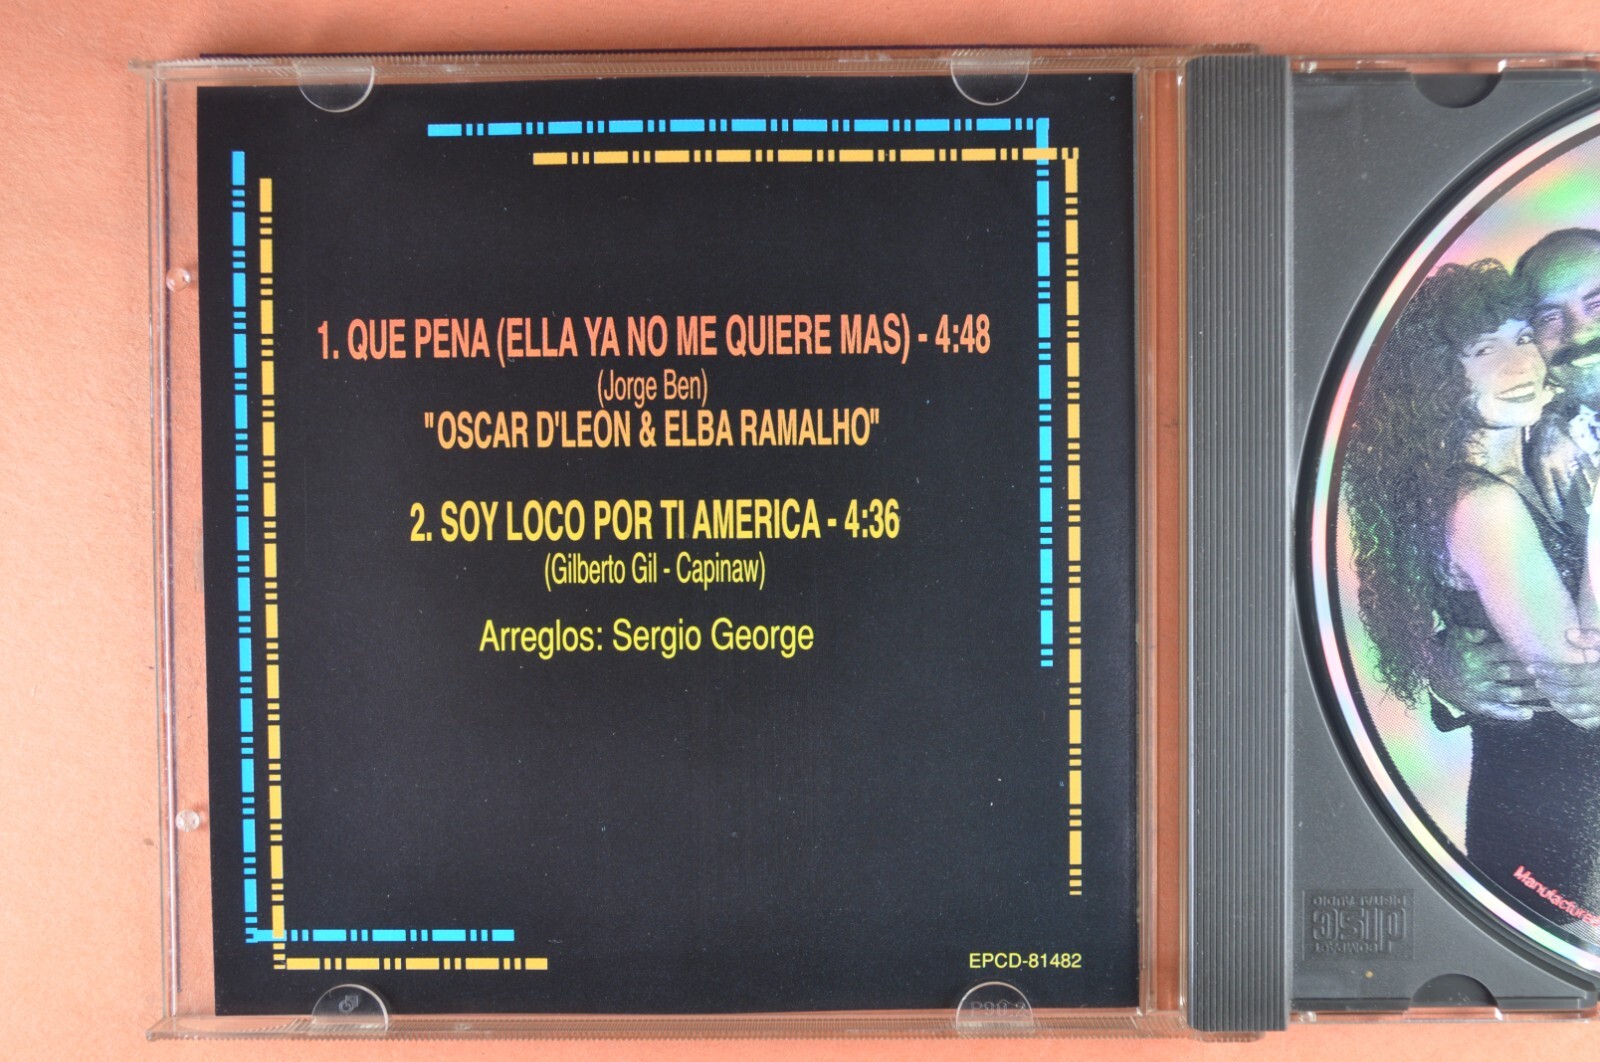 1. QUE PENA (ELLA YA NO ME QUIERE MAS) - 4:48
(Jorge Ben)
"OSCAR D'LEON & ELBA RAMALHO"
2. SOY LOCO POR TI AMERICA - 4:36
(Gilberto Gil - Capinaw)
Arreglos: Sergio George
EPCD-81482